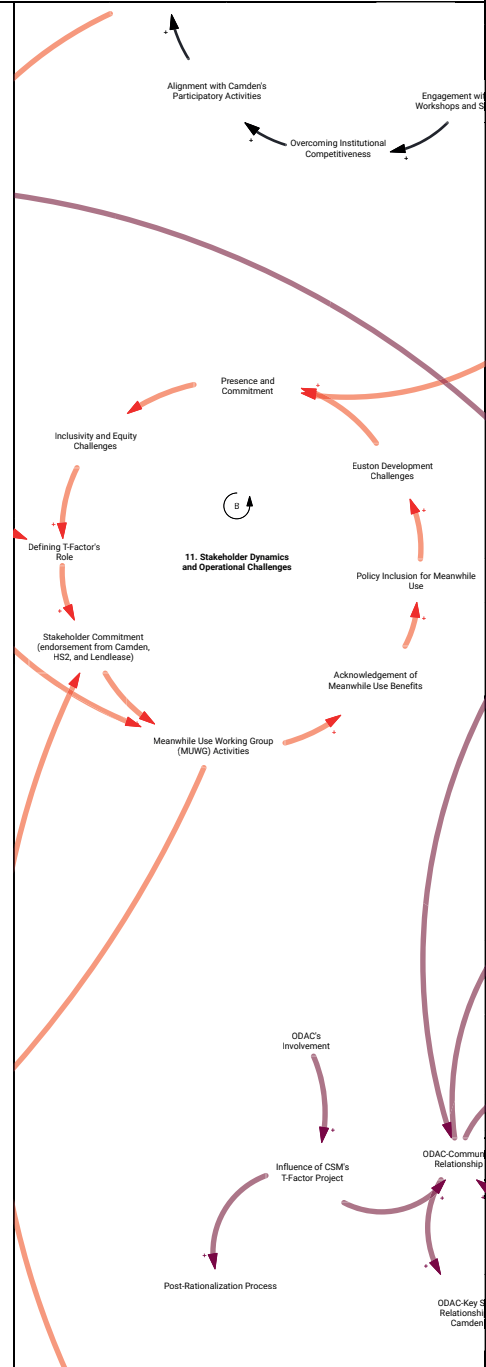 Alignment with Camden's
Participatory Activities
Engagement
Workshops and
Overcoming Institutional
Competitiveness
Presence and
Commitment
Inclusivity and Equity
Challenges
Euston Development
Challenges
B
Defining T-Factor's
Role
11. Stakeholder Dynamics
and Operational Challenges
Policy Inclusion for Meanwhile
Use
Stakeholder Commitment
(endorsement from Camden,
HS2, and Lendlease)
Acknowledgement of
Meanwhile Use Benefits
Meanwhile Use Working Group
(MUWG) Activities
ODAC's
Involvement
Influence of CSM's
T-Factor Project
ODAC-Commun
Relationship
Post-Rationalization Process
ODAC-Key S
Relationshi
Camden